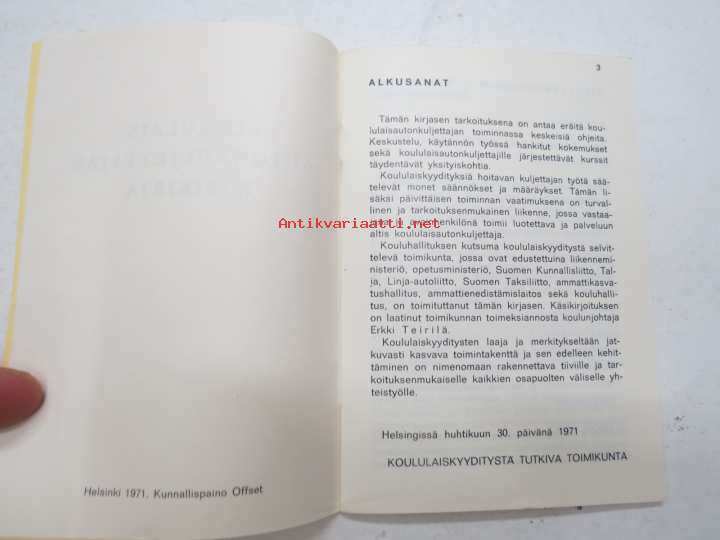 Helsinki 1971. Kunnallispaino Offset
3
ALKUSANAT
Tämän kirjasen tarkoituksena on antaa eräitä kou-
lulaisautonkuljettajan toiminnassa keskeisiä ohjeita.
Keskustelu, käytännön työssä hankitut kokemukset
sekä koululaisautonkuljettajille järjestettävät kurssit
täydentävät yksityiskohtia.
Koululaiskyydityksiä hoitavan kuljettajan työtä sää-
televät monet säännökset ja määräykset. Tämän li-
säksi päivittäisen toiminnan vaatimuksena on turval-
linen ja tarkoituksenmukainen liikenne, jossa vastaa-
Antikvariaatti.net
toimii luotettava ja palveluun
altis koululaisautonkuljettaja.
Kouluhallituksen kutsuma koululaiskyyditystä selvit-
televä toimikunta, jossa ovat edustettuina liikennemi-
nisteriö, opetusministeriö, Suomen Kunnallisliitto, Tal-
ja, Linja-autoliitto, Suomen Taksiliitto, ammattikasva-
tushallitus, ammattienedistämislaitos sekä kouluhalli-
tus, on toimituttanut tämän kirjasen. Käsikirjoituksen
on laatinut toimikunnan toimeksiannosta koulunjohtaja
Erkki Teirilä.
Koululaiskyyditysten laaja ja merkitykseltään jat-
kuvasti kasvava toimintakenttä ja sen edelleen kehit-
täminen on nimenomaan rakennettava tiiviille ja tar-
koituksenmukaiselle kaikkien osapuolten väliselle yh-
teistyölle.
Helsingissä huhtikuun 30. päivänä 1971
KOULULAISKYYDITYSTÄ TUTKIVA TOIMIKUNTA